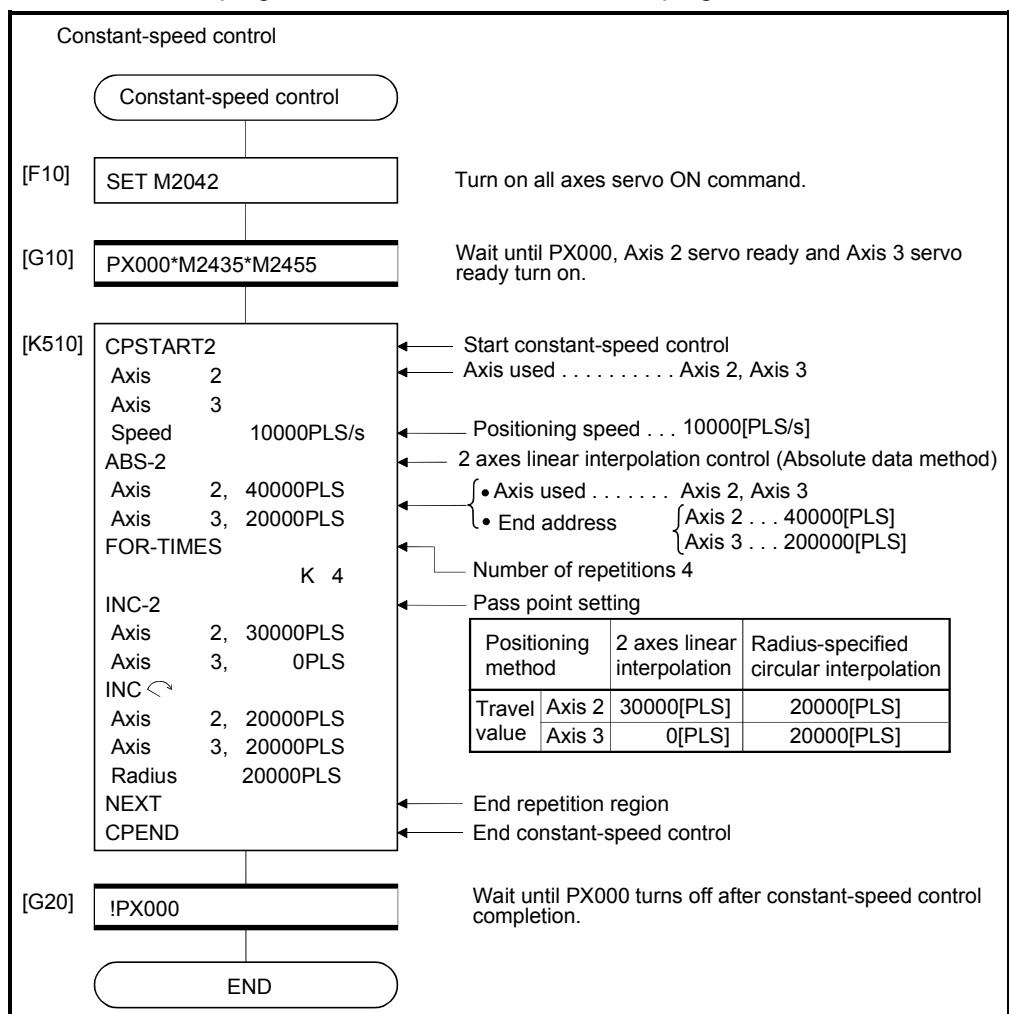 Constant-speed control
Constant-speed control
[F10]
SET M2042
Turn on all axes servo ON command.
[G10]
PX000*M2435*M2455
Wait until PX000, Axis 2 servo ready and Axis 3 servo
ready turn on.
[K510]
CPSTART2
Start constant-speed control
Axis 2
Axis used . . . . . . . . . . Axis 2, Axis 3
Axis 3
Speed 10000PLS/s
Positioning speed . . . 10000[PLS/s]
ABS-2
2 axes linear interpolation control (Absolute data method)
Axis 2, 40000PLS
• Axis used . . . . . . . Axis 2, Axis 3
Axis 3, 20000PLS
• End address
Axis 2 . . . 40000[PLS]
Axis 3 . . . 200000[PLS]
FOR-TIMES
K 4
Number of repetitions 4
INC-2
Pass point setting
Axis 2, 30000PLS
Axis 3, 0PLS
INC
Axis 2, 20000PLS
Axis 3, 20000PLS
Radius 20000PLS
Positioning
method
2 axes linear
interpolation
Radius-specified
circular interpolation
Travel
value
Axis 2 30000[PLS] 20000[PLS]
Axis 3 0[PLS] 20000[PLS]
NEXT
End repetition region
CPEND
End constant-speed control
[G20]
!PX000
Wait until PX000 turns off after constant-speed control
completion.
END